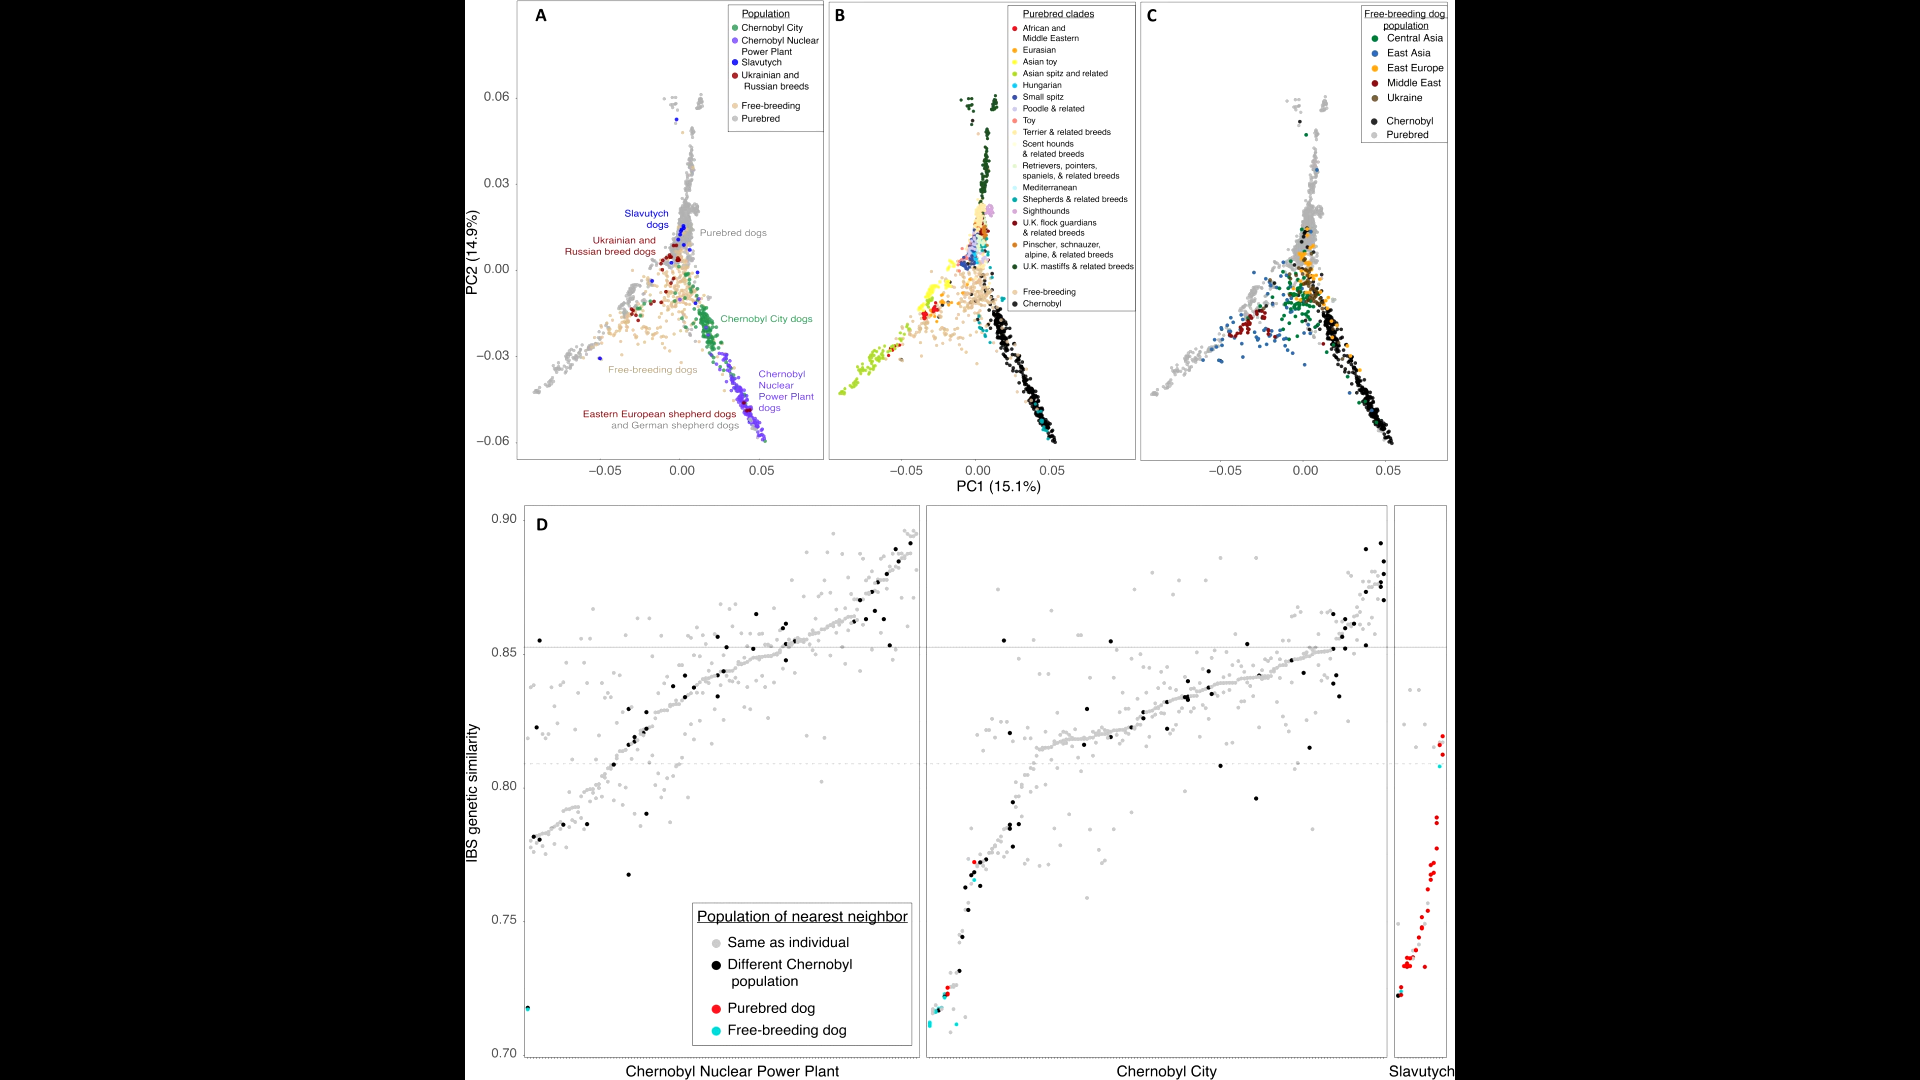 A
Population
Chernobyl City
Chernobyl Nuclear
Power Plant
Slavutych
Ukrainian and
Russian breeds
Free-breeding
Purebred
Slavutych
dogs
Purebred dogs
Ukrainian and
Russian breed dogs
Chernobyl City dogs
Free-breeding dogs
Chernobyl
Nuclear
Power Plant
dogs
Eastern European shepherd dogs
and German shepherd dogs
0.06
0.03
0.00
−0.03
−0.06
PC2 (14.9%)
−0.05
0.00
0.05
B
Purebred clades
African and
Middle Eastern
Eurasian
Asian toy
Asian spitz and related
Hungarian
Small spitz
Poodle & related
Toy
Terrier & related breeds
Scent hounds
& related breeds
Retrievers, pointers,
spaniels, & related breeds
Mediterranean
Shepherds & related breeds
Sighthounds
U.K. flock guardians
& related breeds
Pinscher, schnauzer,
alpine, & related breeds
U.K. mastiffs & related breeds
Free-breeding
Chernobyl
−0.05
0.00
0.05
PC1 (15.1%)
C
Free-breeding dog
population
Central Asia
East Asia
East Europe
Middle East
Ukraine
Chernobyl
Purebred
−0.05
0.00
0.05
D
0.90
0.85
0.80
0.75
0.70
IBS genetic similarity
Population of nearest neighbor
Same as individual
Different Chernobyl
population
Purebred dog
Free-breeding dog
Chernobyl Nuclear Power Plant
Chernobyl City
Slavutych